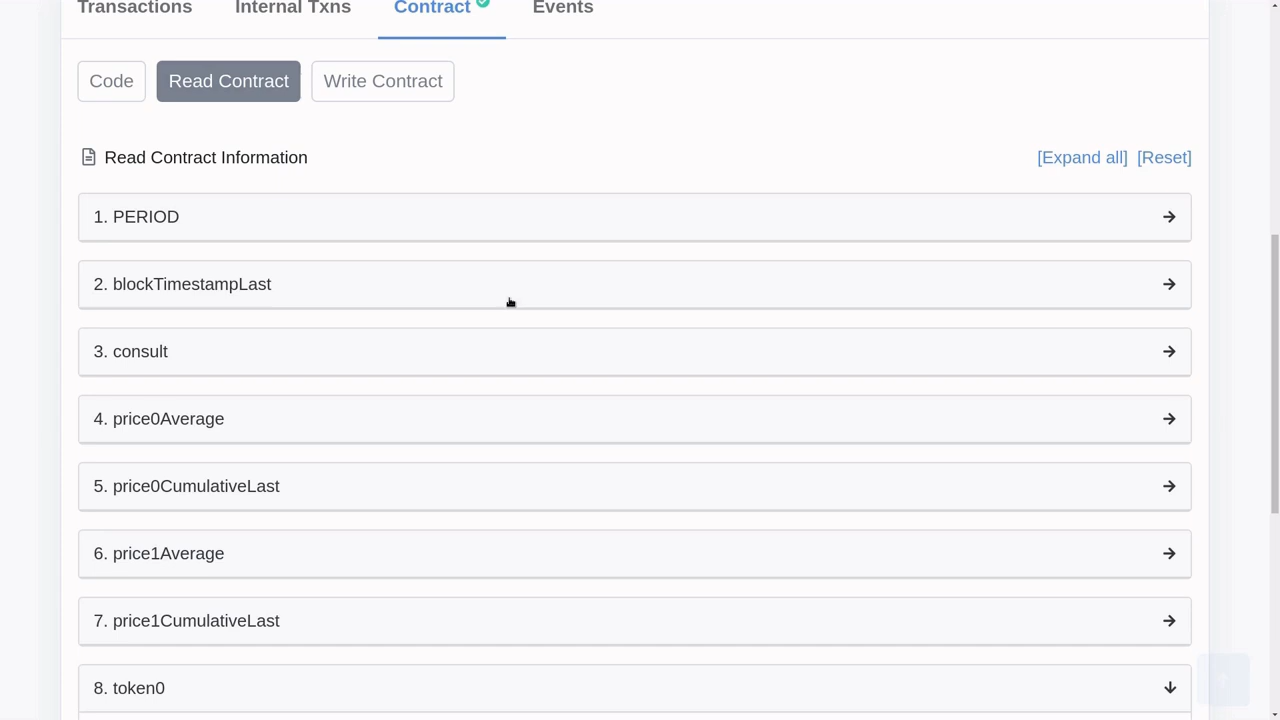 Transactions Internal Txns Contract Events
Code Read Contract Write Contract
Read Contract Information [Expand all] [Reset]
1. PERIOD
2. blockTimestampLast
3. consult
4. price0Average
5. price0CumulativeLast
6. price1Average
7. price1CumulativeLast
8. token0